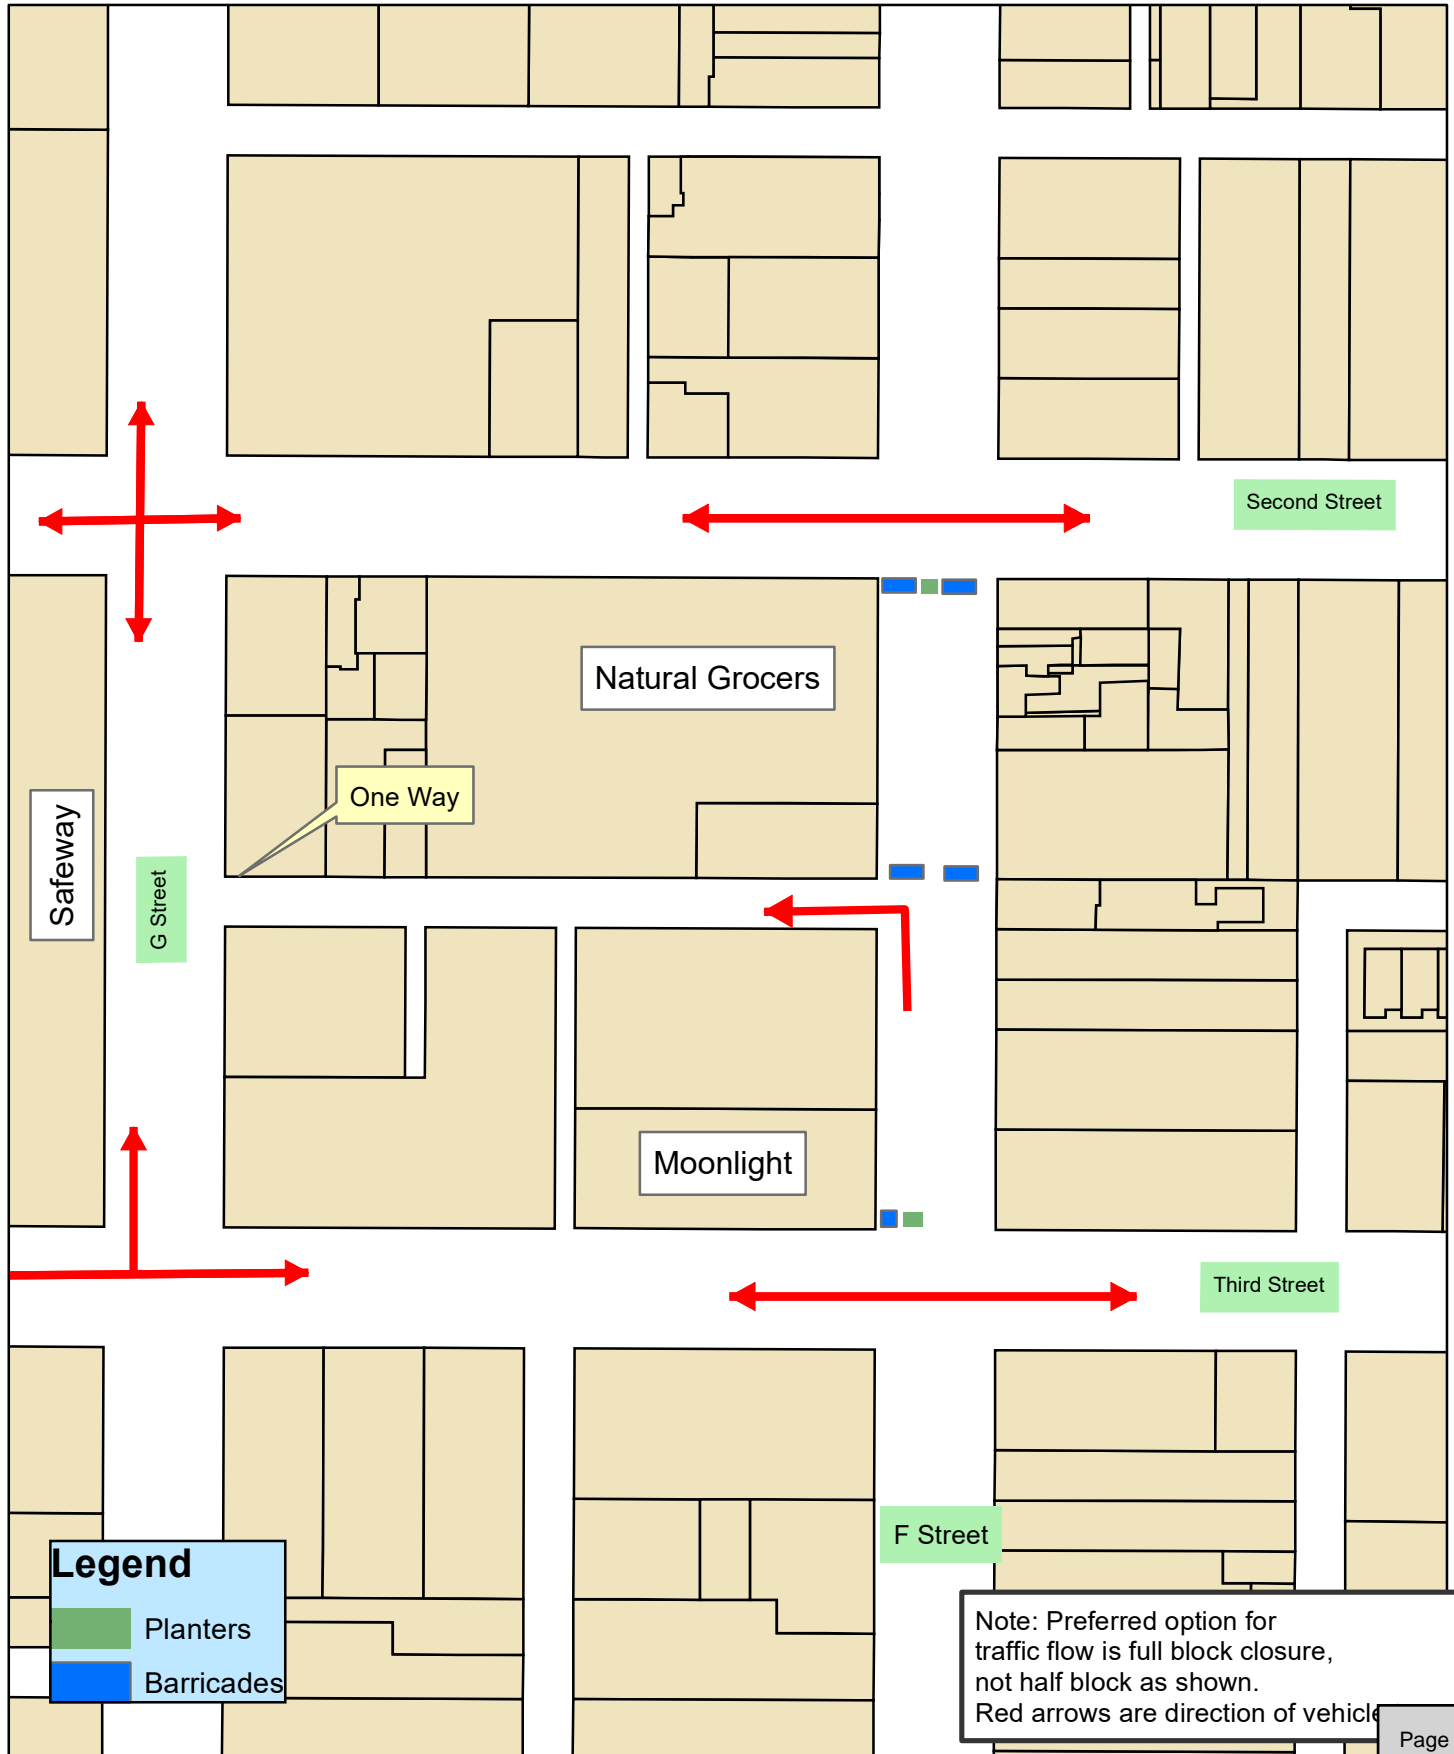 Second Street
Natural Grocers
One Way
Safeway
G Street
Moonlight
Third Street
F Street
Legend
Planters
Barricades
Note: Preferred option for
traffic flow is full block closure,
not half block as shown.
Red arrows are direction of vehicle
Page